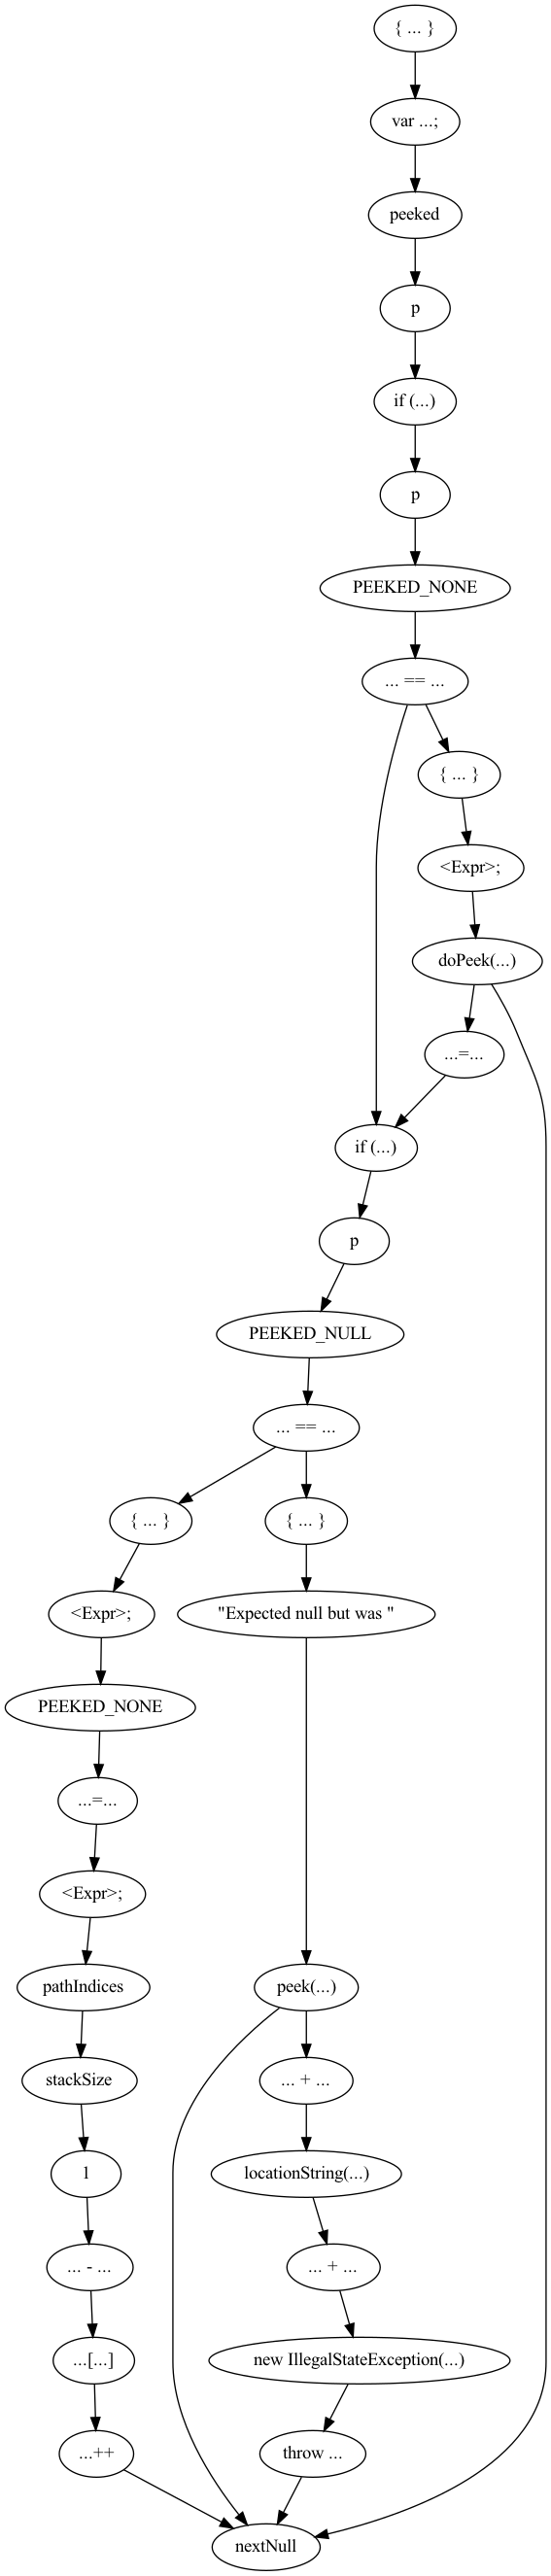 { ... }
var ...;
peeked
p
if (...)
p
PEEKED_NONE
... == ...
{ ... }
<Expr>;
doPeek(...)
...=...
if (...)
p
PEEKED_NULL
... == ...
{ ... }
{ ... }
<Expr>;
"Expected null but was "
PEEKED_NONE
...=...
<Expr>;
pathIndices
peek(...)
stackSize
... + ...
1
locationString(...)
... - ...
... + ...
...[...]
new IllegalStateException(...)
...++
throw ...
nextNull